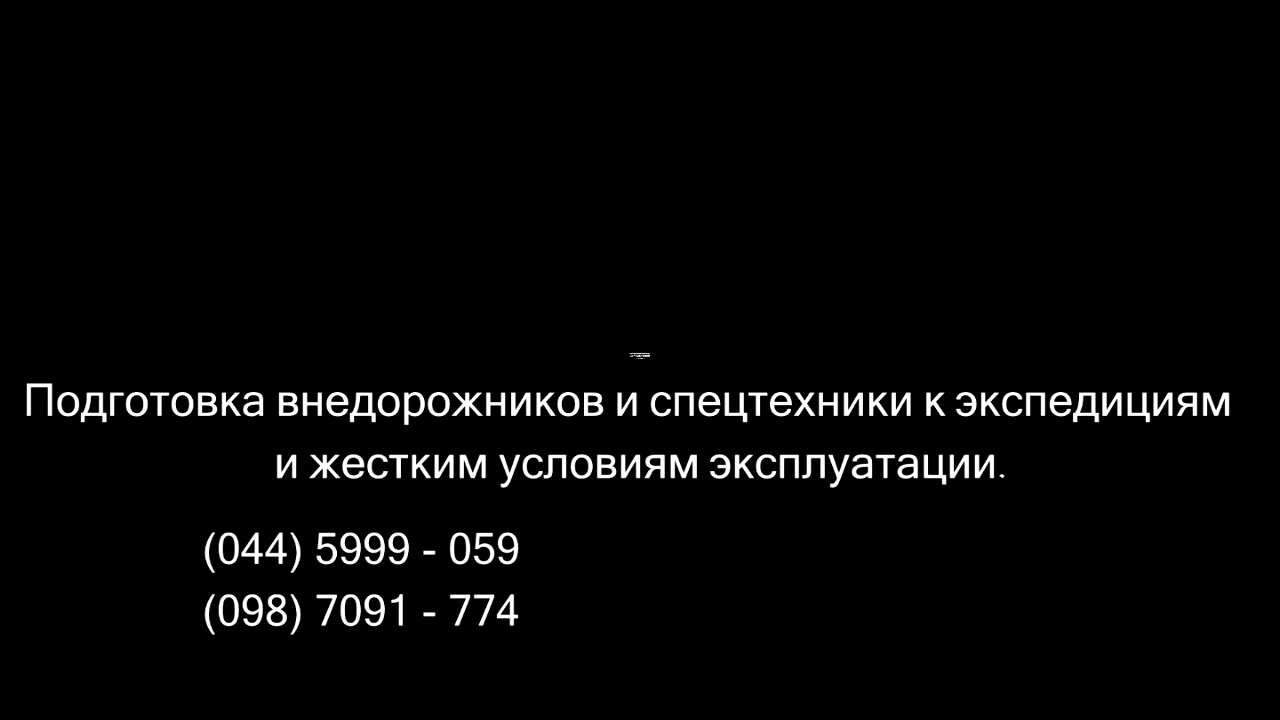 Подготовка внедорожников и спецтехники к экспедициям
и жестким условиям эксплуатации.
(044) 5999 - 059
(098) 7091 - 774